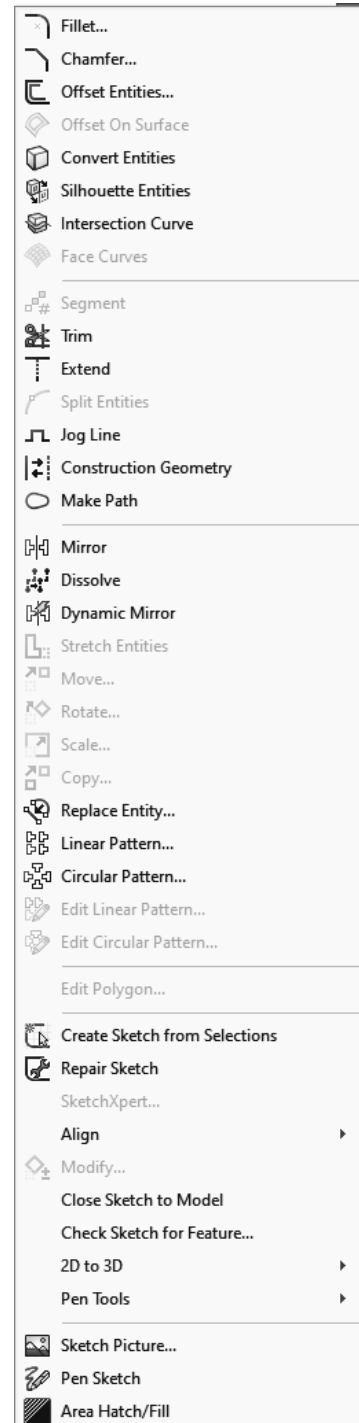 Fillet...
Chamfer...
Offset Entities...
Offset On Surface
Convert Entities
Silhouette Entities
Intersection Curve
Face Curves
Segment
Trim
Extend
Split Entities
Jog Line
Construction Geometry
Make Path
Mirror
Dissolve
Dynamic Mirror
Stretch Entities
Move...
Rotate...
Scale...
Copy...
Replace Entity...
Linear Pattern...
Circular Pattern...
Edit Linear Pattern...
Edit Circular Pattern...
Edit Polygon...
Create Sketch from Selections
Repair Sketch
SketchXpert...
Align
Modify...
Close Sketch to Model
Check Sketch for Feature...
2D to 3D
Pen Tools
Sketch Picture...
Pen Sketch
Area Hatch/Fill